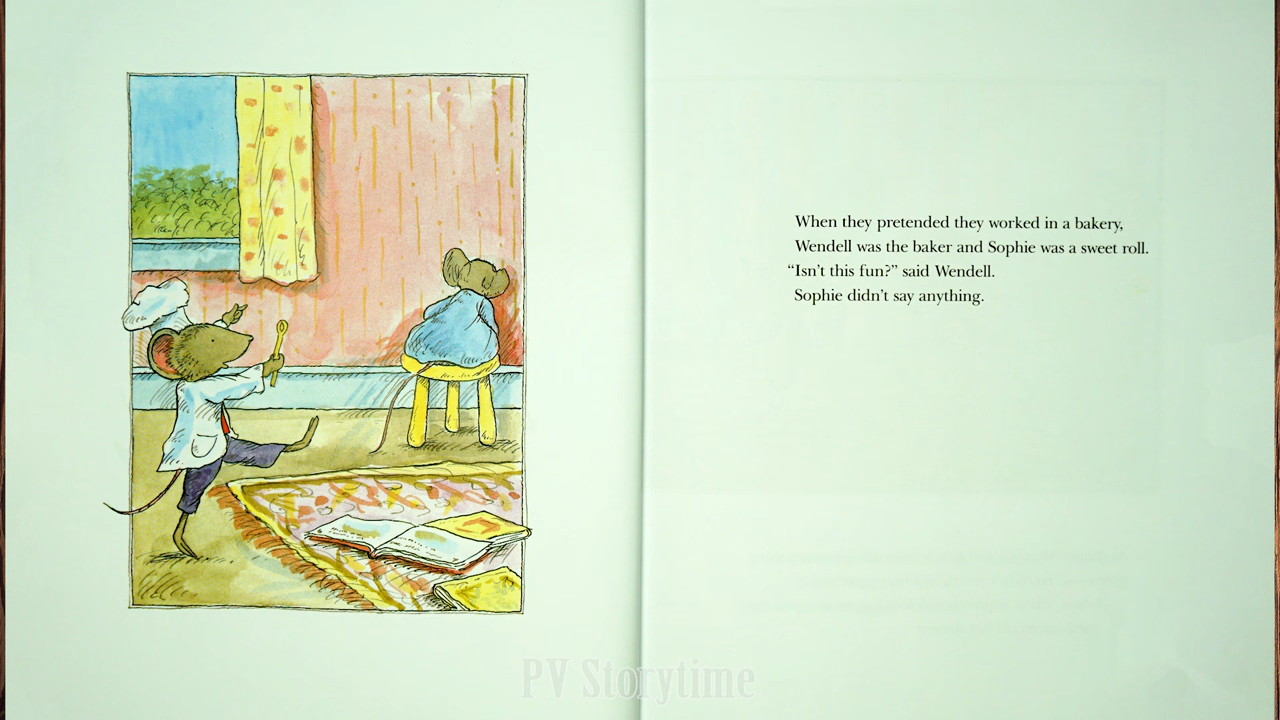 When they pretended they worked in a bakery,
Wendell was the baker and Sophie was a sweet roll.
“Isn’t this fun?” said Wendell.
Sophie didn’t say anything.
PV Storytime